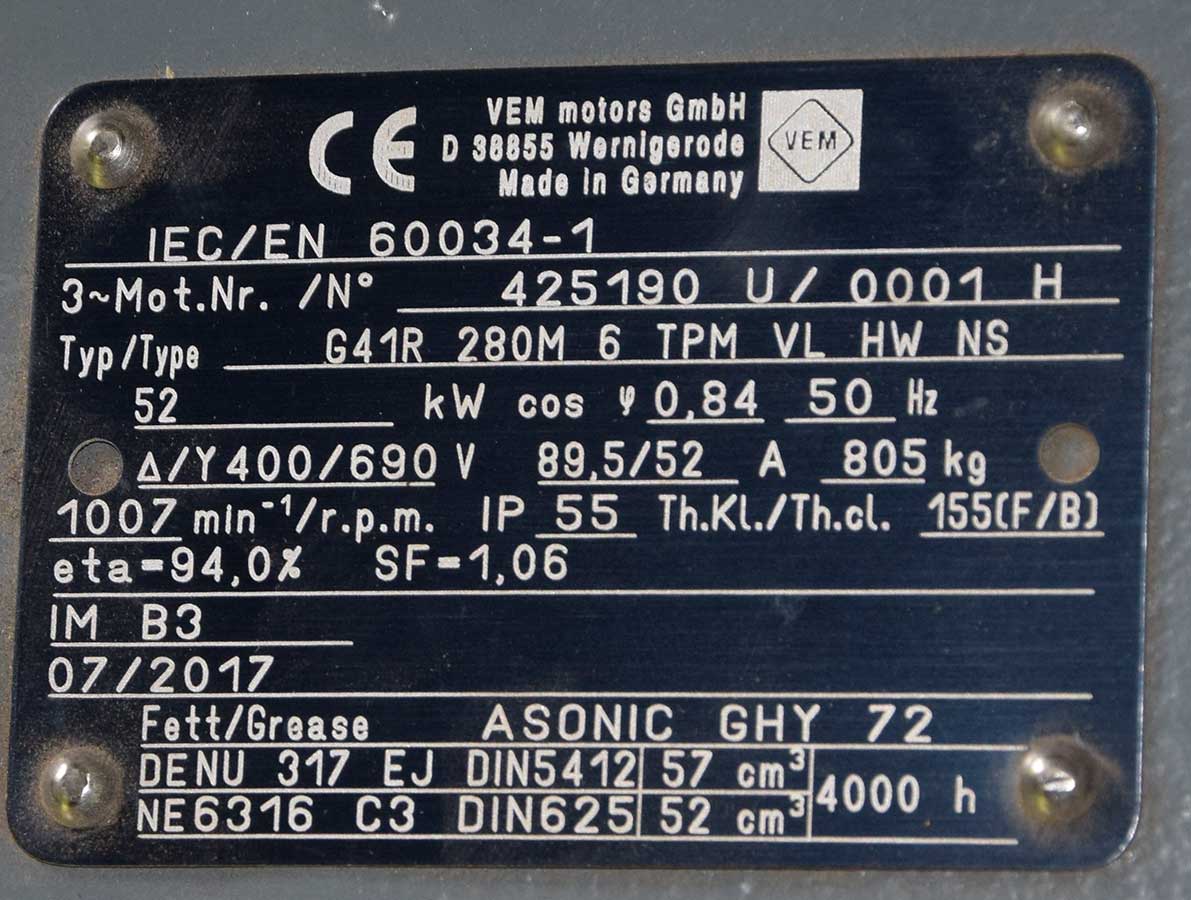 CE
VEM motors GmbH
D 38855 Wernigerode
Made in Germany
VEM
IEC/EN 60034-1
3~Mot.Nr. /N° 425190 U/ 0001 H
Typ/Type G41R 280M 6 TPM VL HW NS
52 kW cos φ 0,84 50 Hz
Δ/Y 400/690 V 89,5/52 A 805 kg
1007 min⁻¹/r.p.m. IP 55 Th.Kl./Th.cl. 155(F/B)
eta=94,0% SF=1,06
IM B3
07/2017
Fett/Grease ASONIC GHY 72
DENU 317 EJ DIN5412 57 cm³
4000 h
NE6316 C3 DIN625 52 cm³